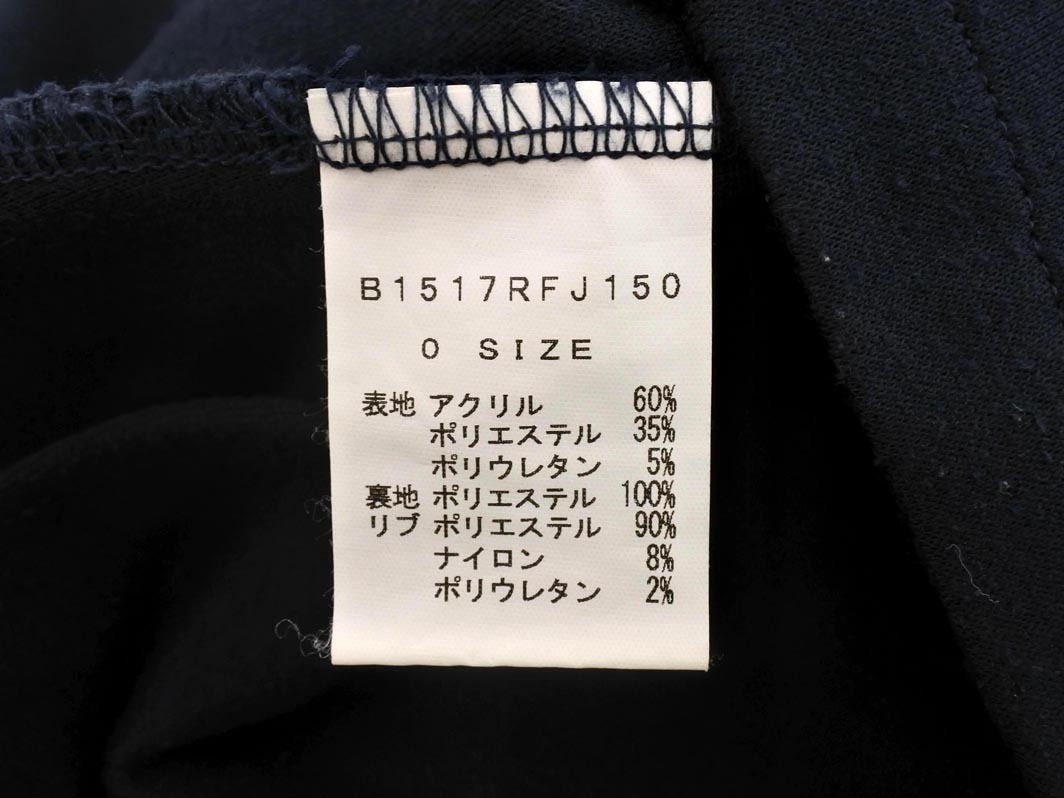 B1517RFJ150
0 SIZE
表地 アクリル 60%
ポリエステル 35%
ポリウレタン 5%
裏地 ポリエステル 100%
リブ ポリエステル 90%
ナイロン 8%
ポリウレタン 2%